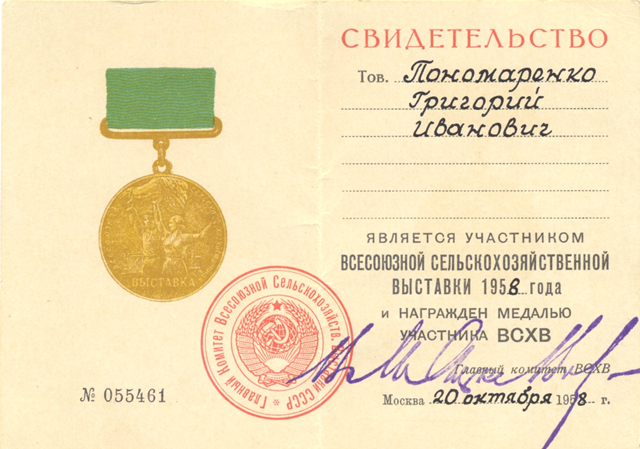 ВЫСТАВКА
№ 055461
Главный Комитет Всесоюзной Сельскохозяйств. Выставки СССР
СВИДЕТЕЛЬСТВО
Тов. Пономаренко
Григорий
Иванович
ЯВЛЯЕТСЯ УЧАСТНИКОМ
ВСЕСОЮЗНОЙ СЕЛЬСКОХОЗЯЙСТВЕННОЙ
ВЫСТАВКИ 1958 года
И НАГРАЖДЕН МЕДАЛЬЮ
УЧАСТНИКА ВСХВ
Главный комитет ВСХВ
Москва 20 октября 1958 г.